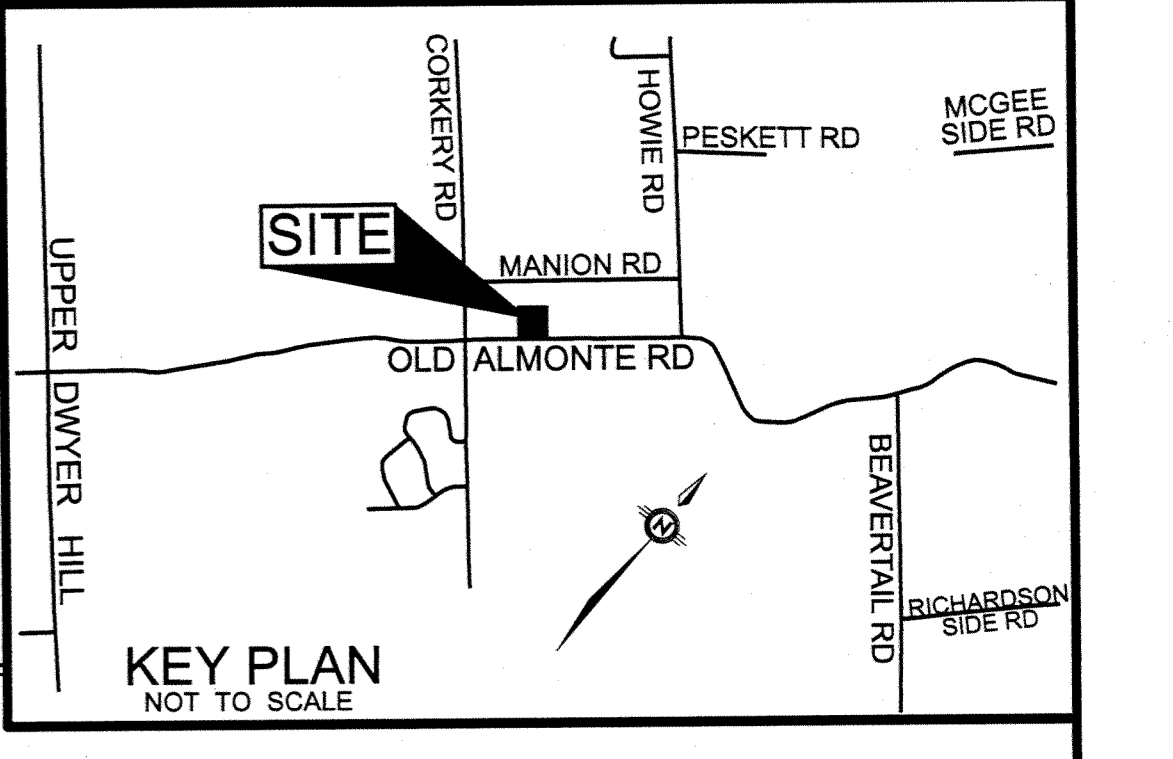 CORKERY RD
HOWIE RD
MCGEE
SIDE RD
PESKETT RD
SITE
MANION RD
UPPER DWYER HILL
OLD ALMONTE RD
BEAVERTAIL RD
N
RICHARDSON
SIDE RD
KEY PLAN
NOT TO SCALE